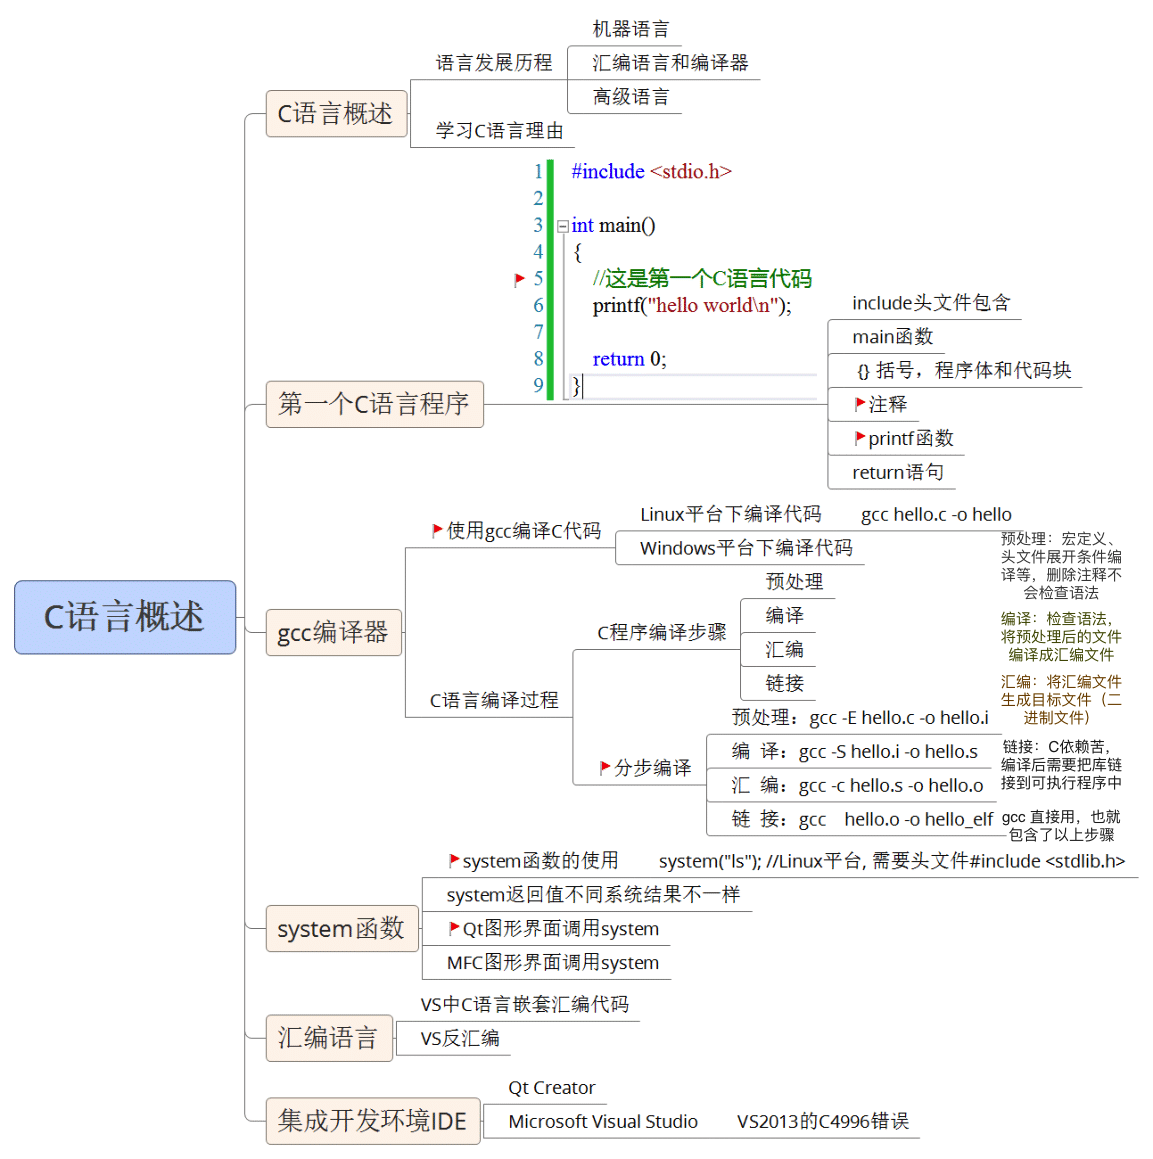 C语言概述
C语言概述
语言发展历程
机器语言
汇编语言和编译器
高级语言
学习C语言理由
第一个C语言程序
1 #include <stdio.h>
2
3 int main()
4 {
5 //这是第一个C语言代码
6 printf("hello world\n");
7
8 return 0;
9 }
include头文件包含
main函数
{} 括号，程序体和代码块
注释
printf函数
return语句
gcc编译器
使用gcc编译C代码
Linux平台下编译代码 gcc hello.c -o hello
Windows平台下编译代码
C语言编译过程
C程序编译步骤
预处理
编译
汇编
链接
分步编译
预处理：gcc -E hello.c -o hello.i
编 译：gcc -S hello.i -o hello.s
汇 编：gcc -c hello.s -o hello.o
链 接：gcc hello.o -o hello_elf
预处理：宏定义、
头文件展开条件编
译等，删除注释不
会检查语法
编译：检查语法，
将预处理后的文件
编译成汇编文件
汇编：将汇编文件
生成目标文件（二
进制文件）
链接：C依赖苦，
编译后需要把库链
接到可执行程序中
gcc 直接用，也就
包含了以上步骤
system函数
system函数的使用 system("ls"); //Linux平台, 需要头文件#include <stdlib.h>
system返回值不同系统结果不一样
Qt图形界面调用system
MFC图形界面调用system
汇编语言
VS中C语言嵌套汇编代码
VS反汇编
集成开发环境IDE
Qt Creator
Microsoft Visual Studio VS2013的C4996错误